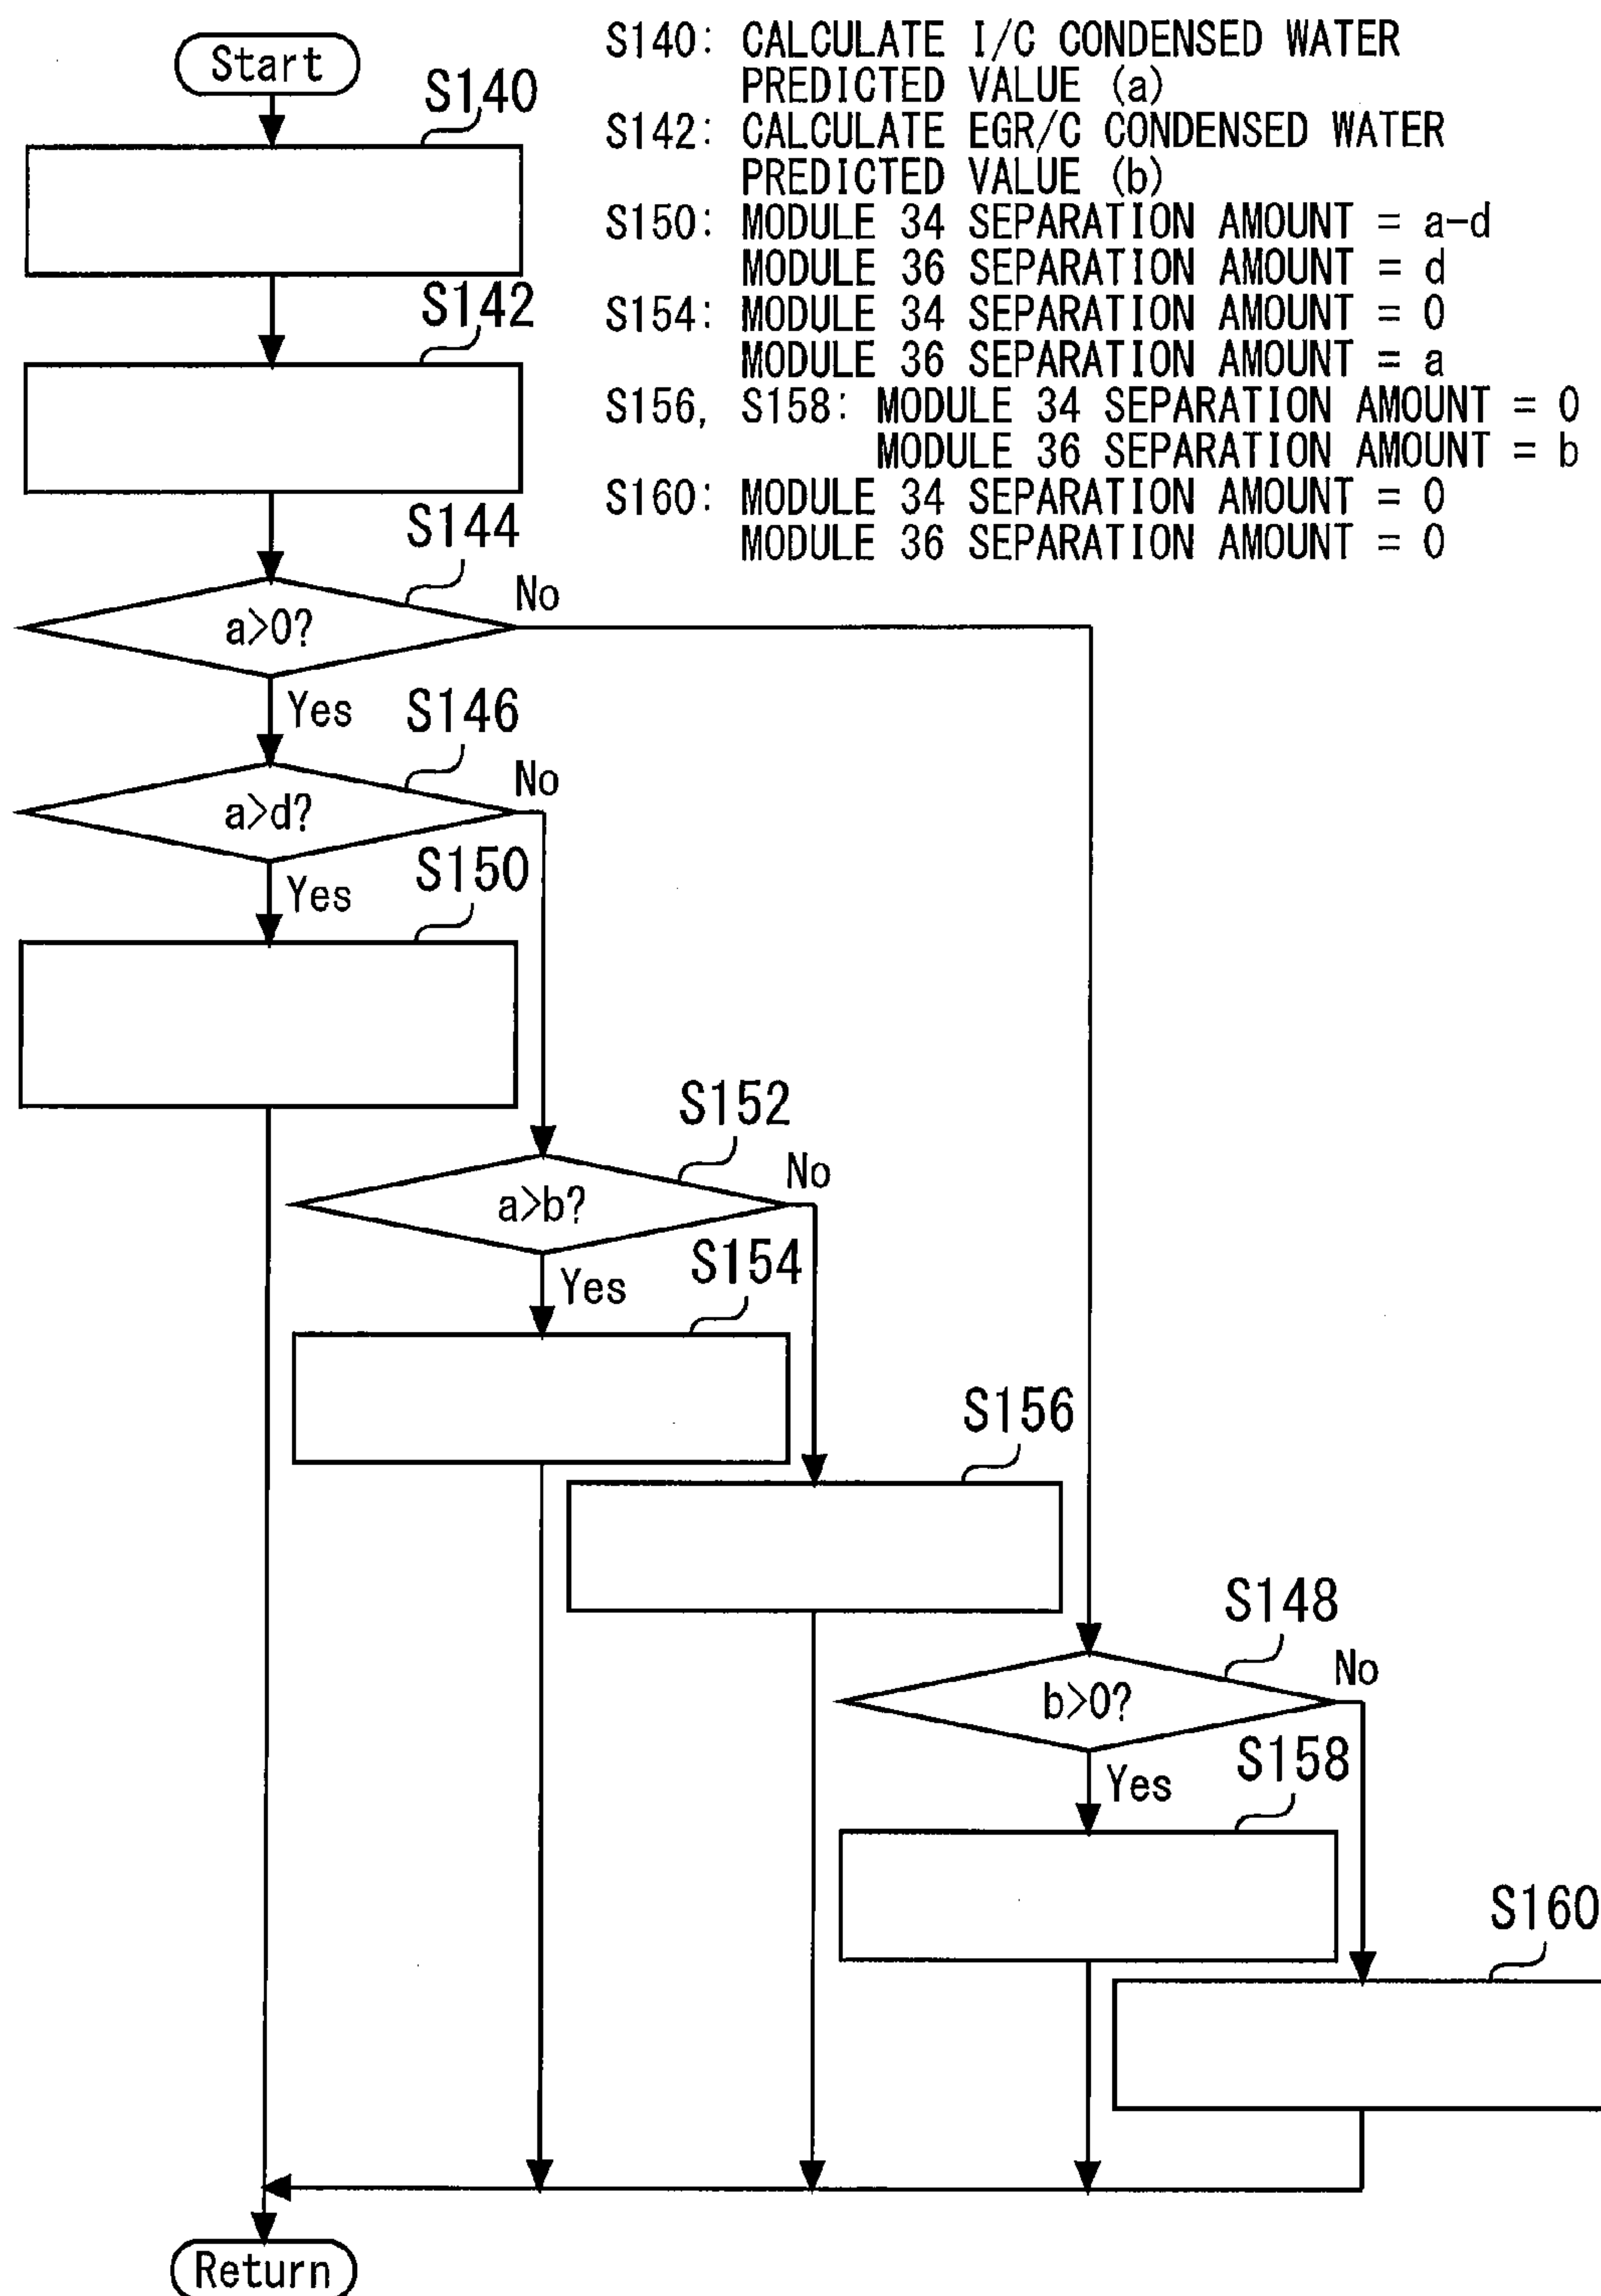 S140: CALCULATE I/C CONDENSED WATER
PREDICTED VALUE (a)
S142: CALCULATE EGR/C CONDENSED WATER
PREDICTED VALUE (b)
S150: MODULE 34 SEPARATION AMOUNT = a-d
MODULE 36 SEPARATION AMOUNT = d
S154: MODULE 34 SEPARATION AMOUNT = 0
MODULE 36 SEPARATION AMOUNT = a
S156, S158: MODULE 34 SEPARATION AMOUNT = 0
MODULE 36 SEPARATION AMOUNT = b
S160: MODULE 34 SEPARATION AMOUNT = 0
MODULE 36 SEPARATION AMOUNT = 0
Start
S140
S142
S144
a>0?
No
Yes
S146
a>d?
No
Yes
S150
S152
a>b?
No
Yes
S154
S156
S148
b>0?
No
Yes
S158
S160
Return